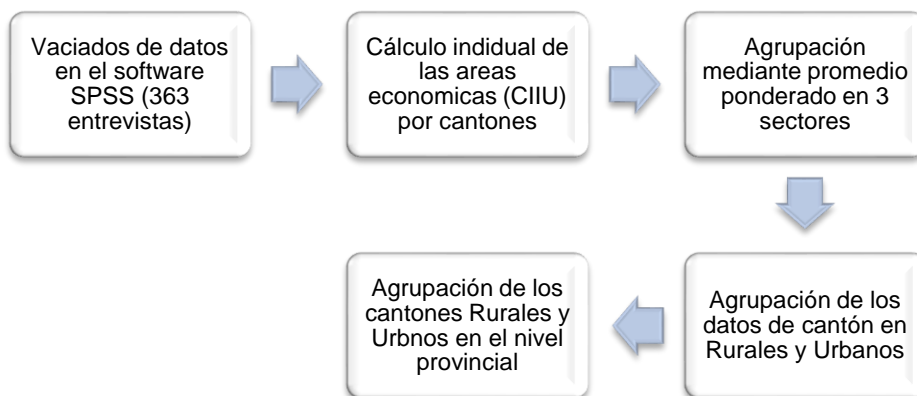 Vaciados de datos
en el software
SPSS (363
entrevistas)
Cálculo indidual de
las areas
economicas (CIIU)
por cantones
Agrupación
mediante promedio
ponderado en 3
sectores
Agrupación de los
datos de cantón en
Rurales y Urbanos
Agrupación de los
cantones Rurales y
Urbnos en el nivel
provincial